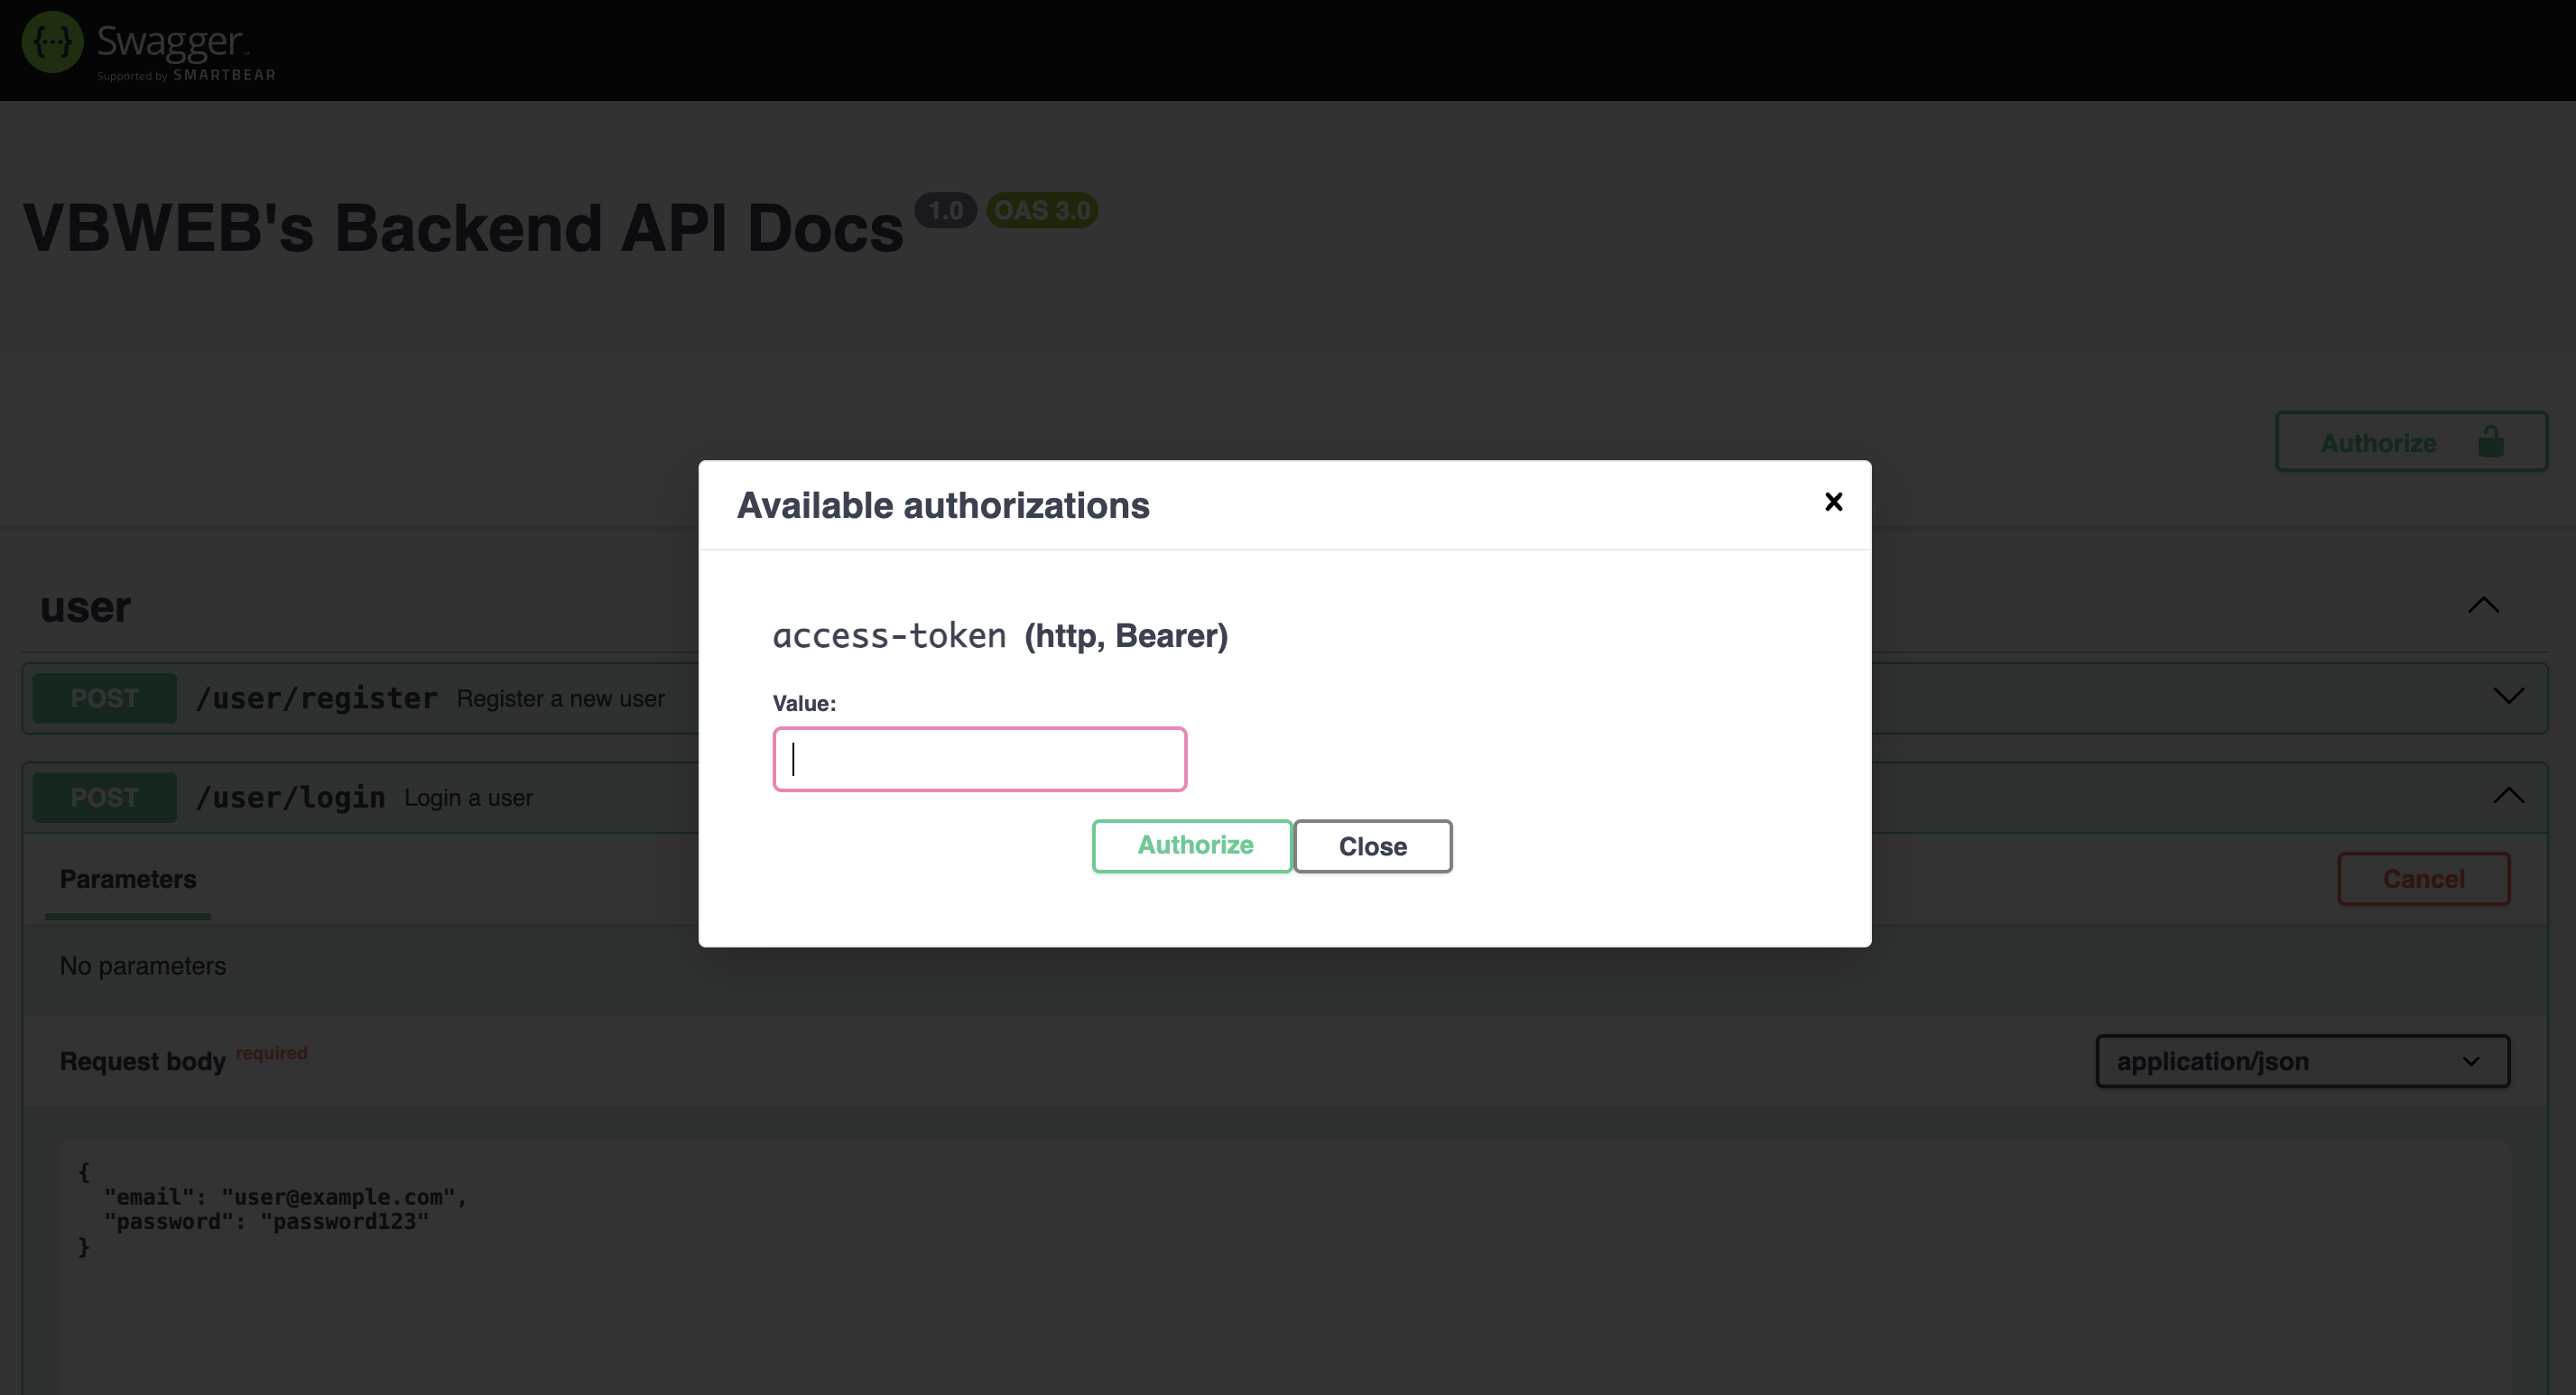 {···} Swagger
Supported by SMARTBEAR
VBWEB's Backend API Docs 1.0 OAS 3.0
Authorize
Available authorizations
access-token (http, Bearer)
Value:
Authorize Close
user
POST /user/register Register a new user
POST /user/login Login a user
Parameters
Cancel
No parameters
Request body required
application/json
{
  "email": "user@example.com",
  "password": "password123"
}